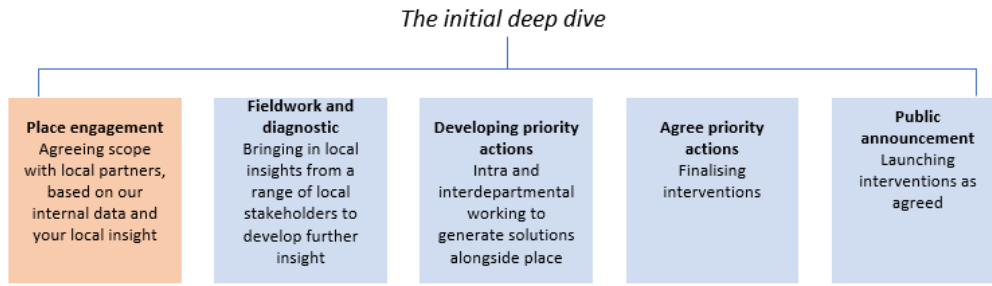 The initial deep dive
Place engagement
Agreeing scope
with local partners,
based on our
internal data and
your local insight
Fieldwork and
diagnostic
Bringing in local
insights from a
range of local
stakeholders to
develop further
insight
Developing priority
actions
Intra and
interdepartmental
working to
generate solutions
alongside place
Agree priority
actions
Finalising
interventions
Public
announcement
Launching
interventions as
agreed